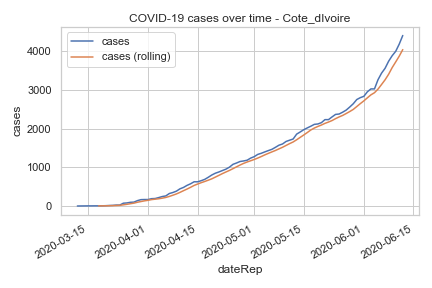 COVID-19 cases over time - Cote_dIvoire
cases
cases (rolling)
cases
4000
3000
2000
1000
0
2020-03-15
2020-04-01
2020-04-15
2020-05-01
2020-05-15
2020-06-01
2020-06-15
dateRep